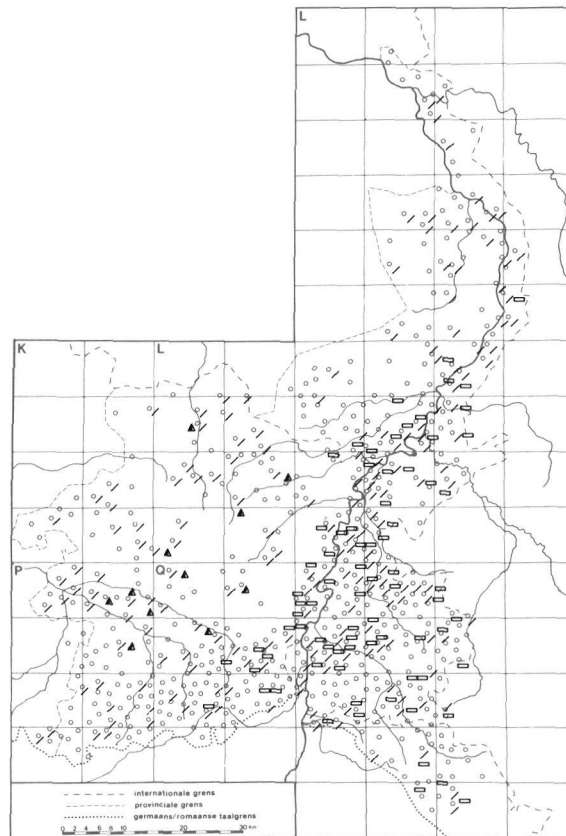 L
K L
P Q
internationale grens
provinciale grens
germaans/romaanse taalgrens
0 2 4 6 8 10 20 30 KM